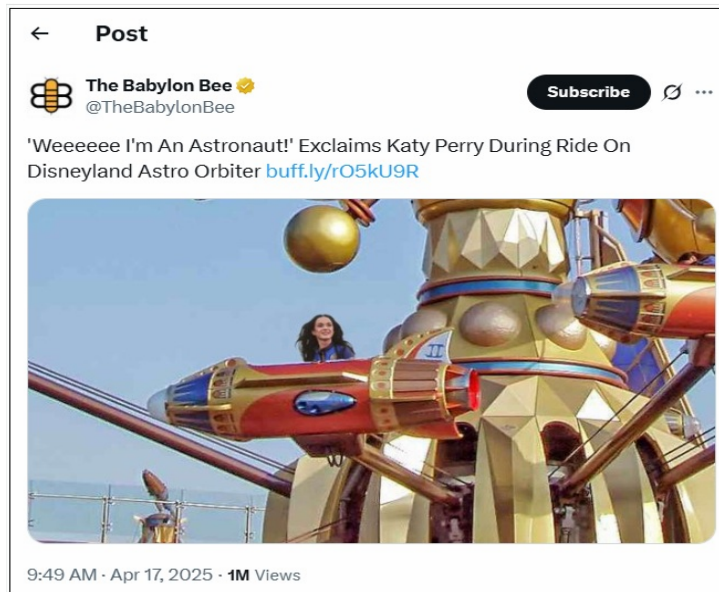 ← Post
The Babylon Bee
@TheBabylonBee
Subscribe
'Weeeeee I'm An Astronaut!' Exclaims Katy Perry During Ride On
Disneyland Astro Orbiter buff.ly/rO5kU9R
II
9:49 AM · Apr 17, 2025 · 1M Views